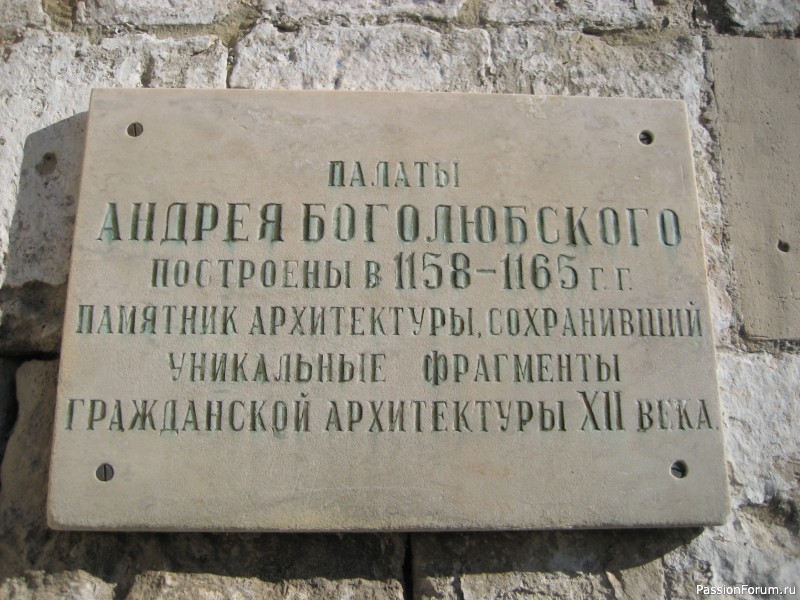 ПАЛАТЫ
АНДРЕЯ БОГОЛЮБСКОГО
ПОСТРОЕНЫ В 1158-1165 Г. Г.
ПАМЯТНИК АРХИТЕКТУРЫ, СОХРАНИВШИЙ
УНИКАЛЬНЫЕ ФРАГМЕНТЫ
ГРАЖДАНСКОЙ АРХИТЕКТУРЫ XII ВЕКА.
PassionForum.ru